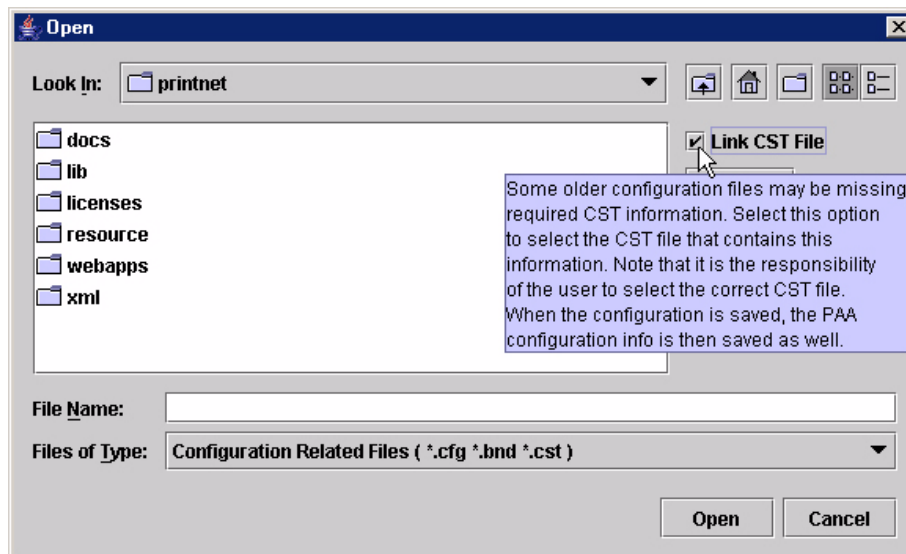 Open
Look In: printnet
docs
lib
licenses
resource
webapps
xml
Link CST File
Some older configuration files may be missing
required CST information. Select this option
to select the CST file that contains this
information. Note that it is the responsibility
of the user to select the correct CST file.
When the configuration is saved, the PAA
configuration info is then saved as well.
File Name:
Files of Type: Configuration Related Files ( *.cfg *.bnd *.cst )
Open Cancel